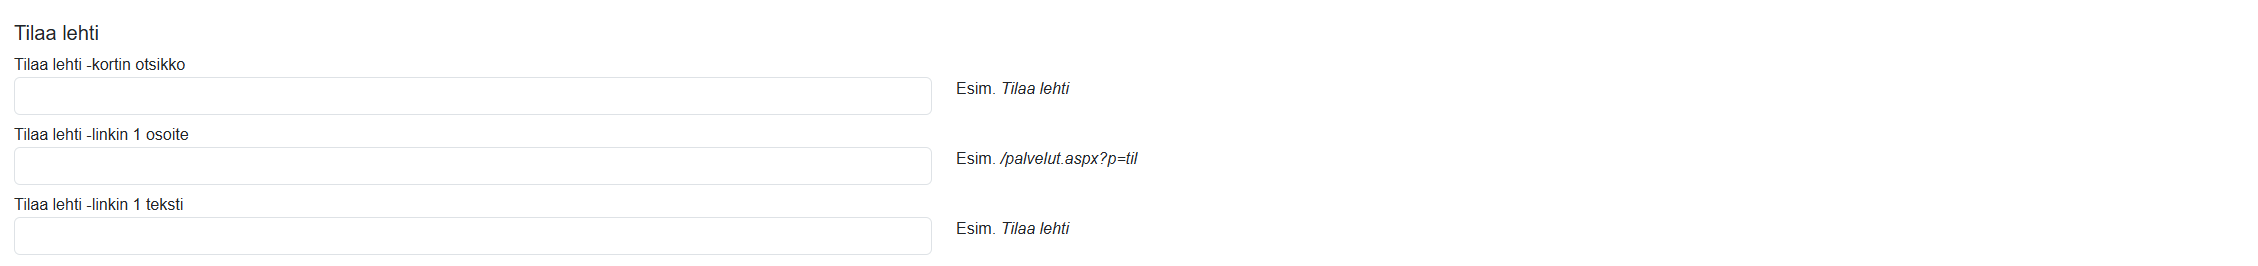 Tilaa lehti
Tilaa lehti -kortin otsikko
Esim. Tilaa lehti
Tilaa lehti -linkin 1 osoite
Esim. /palvelut.aspx?p=til
Tilaa lehti -linkin 1 teksti
Esim. Tilaa lehti